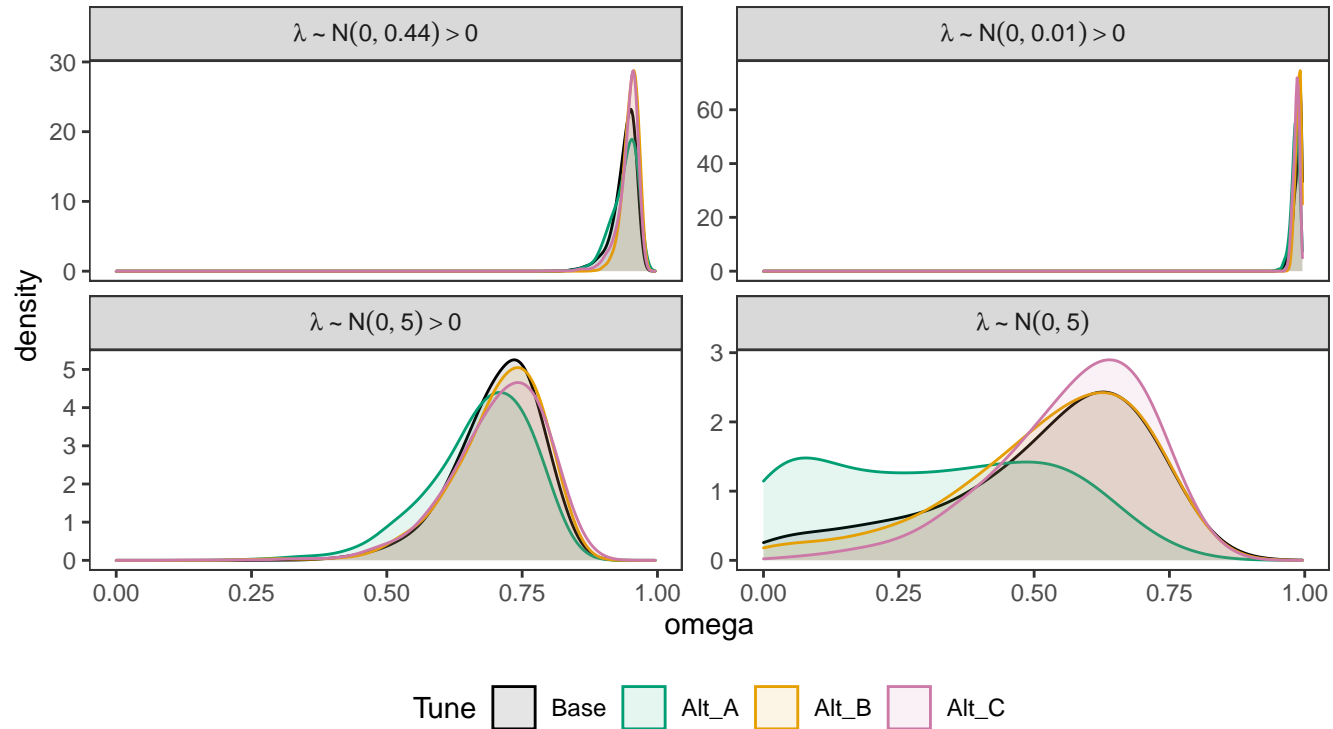 λ ~ N(0, 0.44) > 0
λ ~ N(0, 0.01) > 0
30
20
10
0
60
40
20
0
density
λ ~ N(0, 5) > 0
λ ~ N(0, 5)
5
4
3
2
1
0
3
2
1
0
0.00 0.25 0.50 0.75 1.00
0.00 0.25 0.50 0.75 1.00
omega
Tune Base Alt_A Alt_B Alt_C